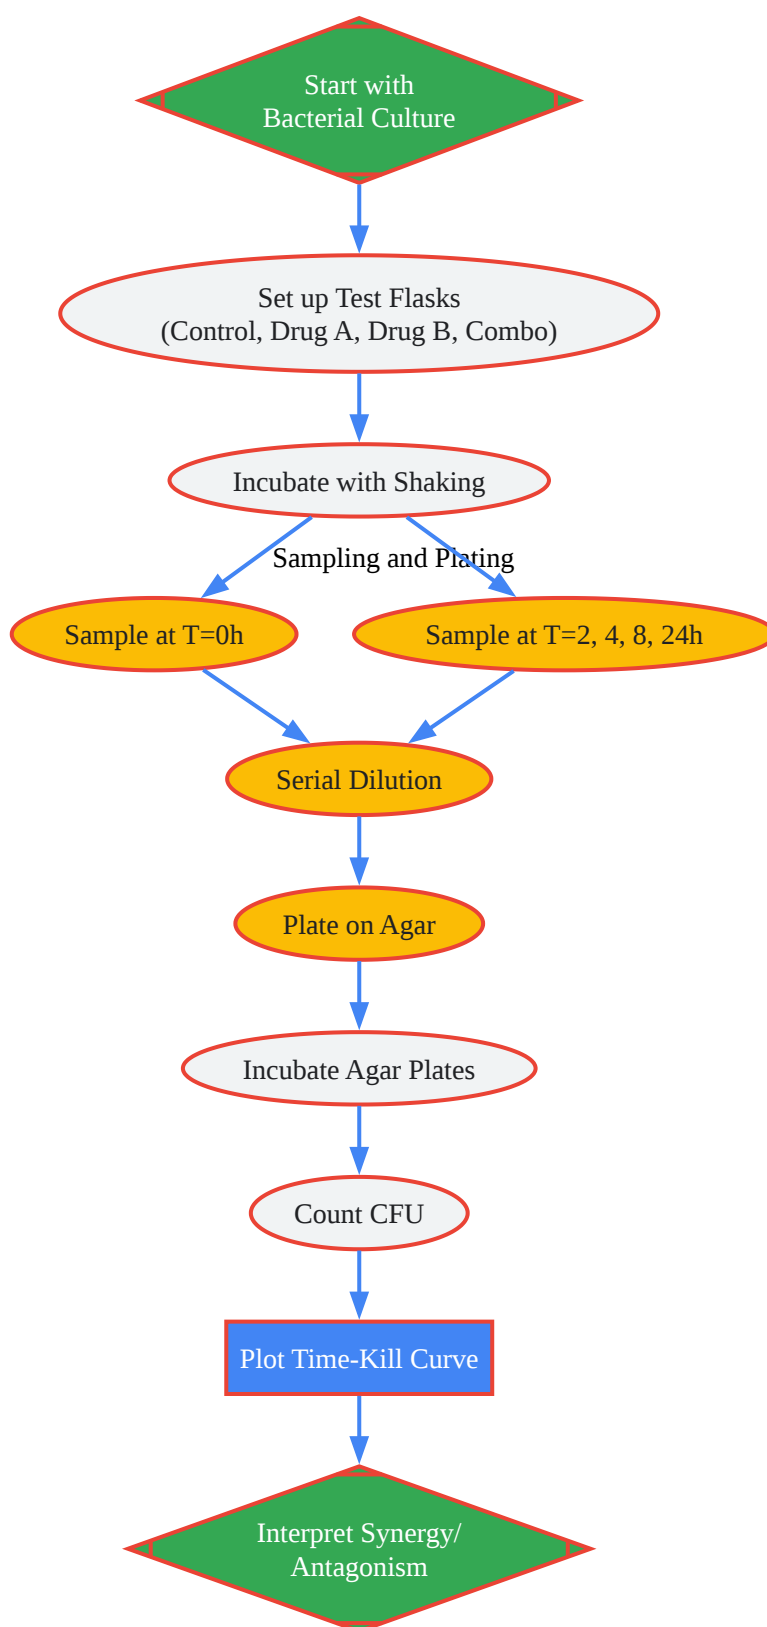 Start with
Bacterial Culture
Set up Test Flasks
(Control, Drug A, Drug B, Combo)
Incubate with Shaking
Sampling and Plating
Sample at T=0h
Sample at T=2, 4, 8, 24h
Serial Dilution
Plate on Agar
Incubate Agar Plates
Count CFU
Plot Time-Kill Curve
Interpret Synergy/
Antagonism